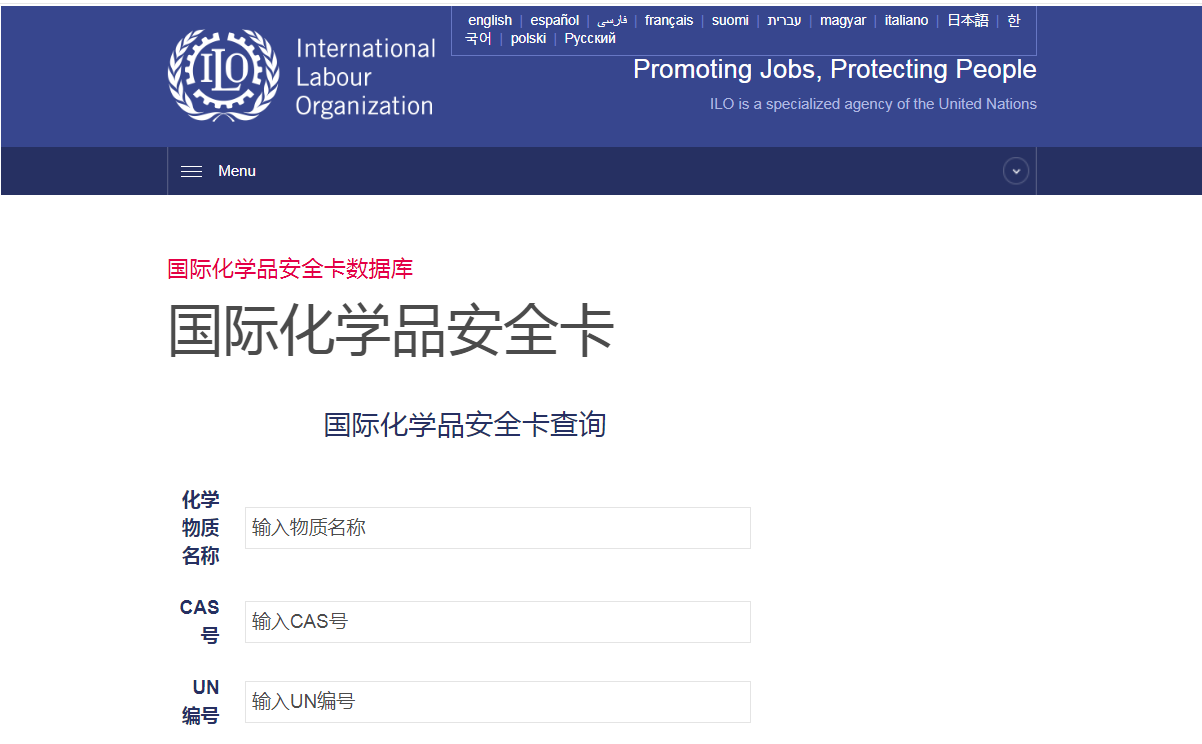 english | español | فارسی | français | suomi | עברית | magyar | italiano | 日本語 | 한
국어 | polski | Русский
ILO
International
Labour
Organization
Promoting Jobs, Protecting People
ILO is a specialized agency of the United Nations
Menu
国际化学品安全卡数据库
国际化学品安全卡
国际化学品安全卡查询
化学
物质
名称
输入物质名称
CAS
号
输入CAS号
UN
编号
输入UN编号